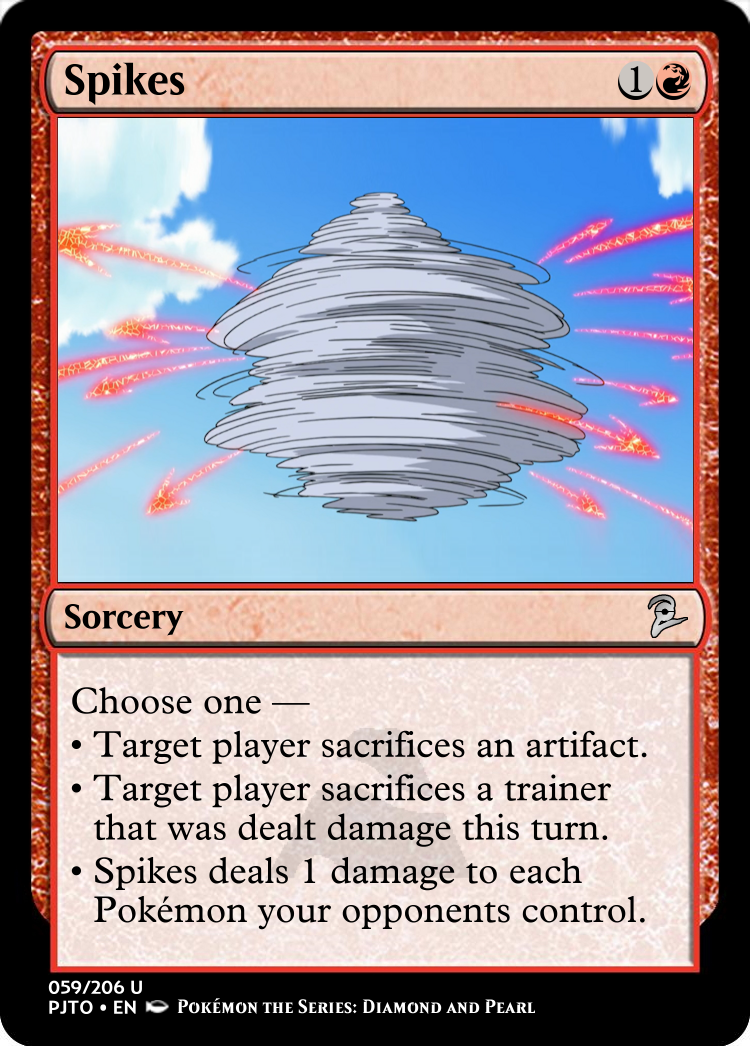 Spikes 1
Sorcery
Choose one —
• Target player sacrifices an artifact.
• Target player sacrifices a trainer
that was dealt damage this turn.
• Spikes deals 1 damage to each
Pokémon your opponents control.
059/206 U
PJTO • EN Pokémon the Series: Diamond and Pearl